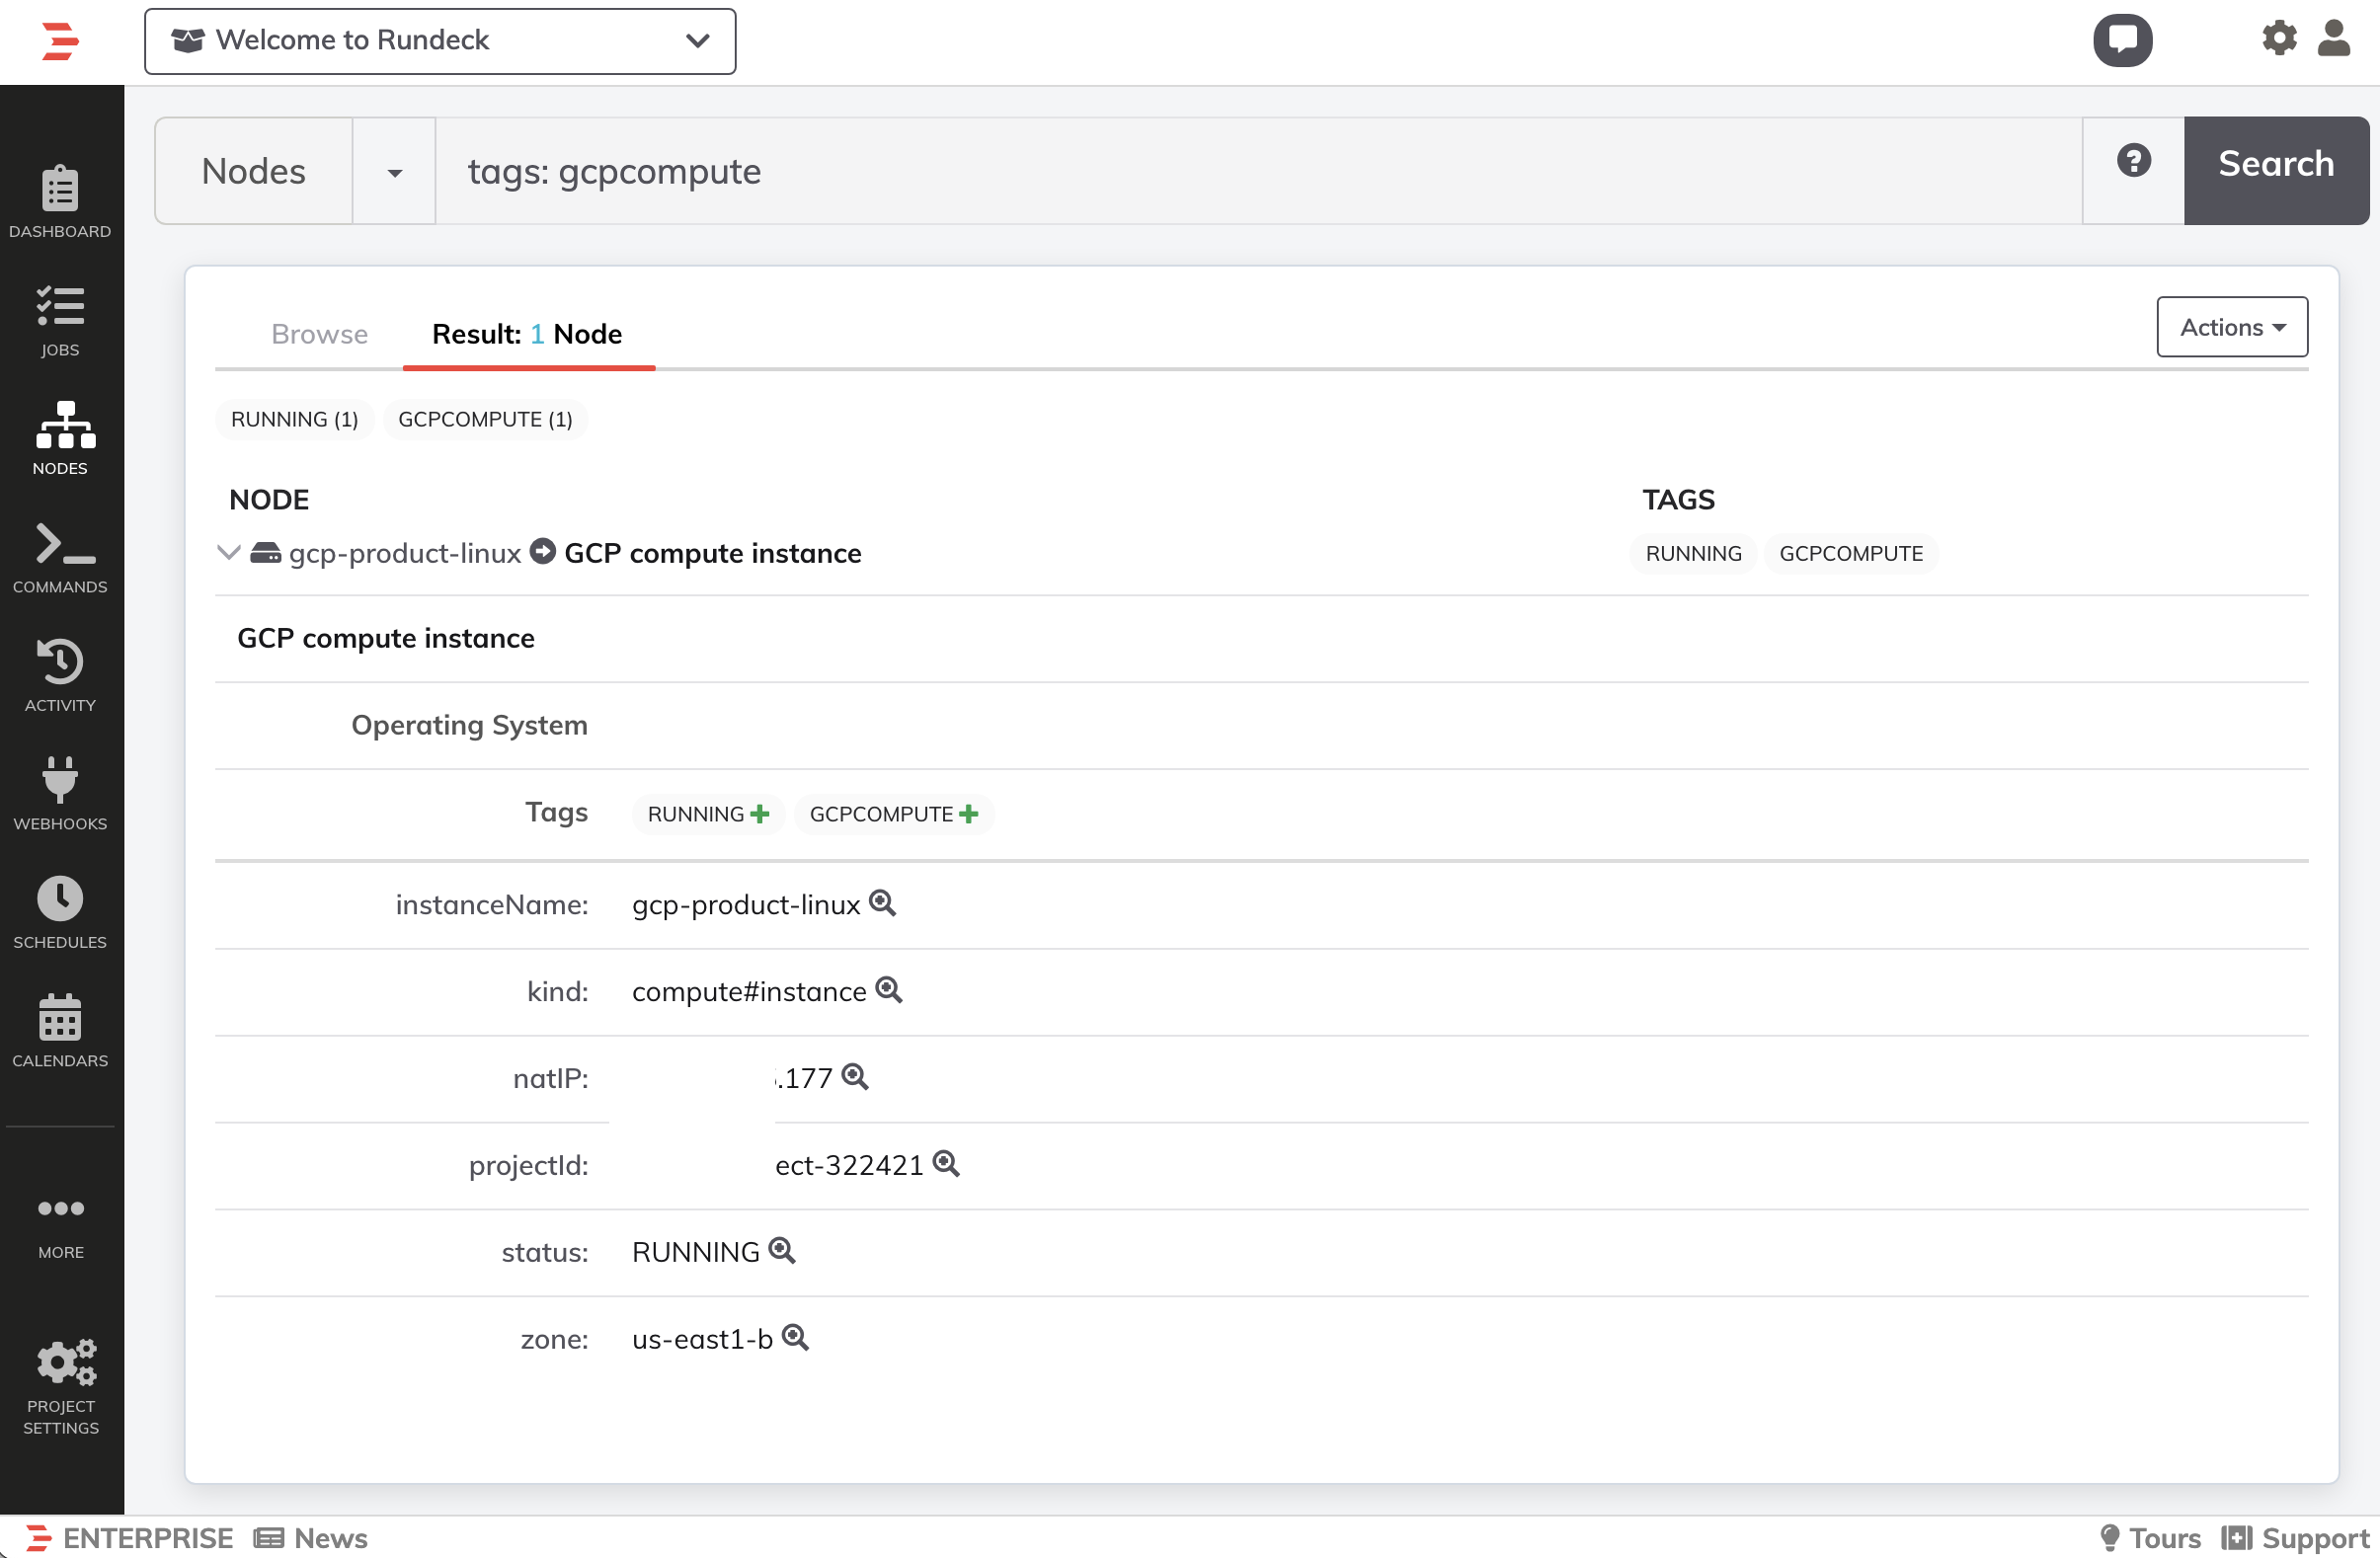 Welcome to Rundeck
Nodes
tags: gcpcompute
Search
DASHBOARD
JOBS
NODES
COMMANDS
ACTIVITY
WEBHOOKS
SCHEDULES
CALENDARS
MORE
PROJECT
SETTINGS
Browse
Result: 1 Node
Actions
RUNNING (1) GCPCOMPUTE (1)
NODE TAGS
gcp-product-linux GCP compute instance RUNNING GCPCOMPUTE
GCP compute instance
Operating System
Tags RUNNING GCPCOMPUTE
instanceName: gcp-product-linux
kind: compute#instance
natIP: .177
projectId: ect-322421
status: RUNNING
zone: us-east1-b
ENTERPRISE News Tours Support